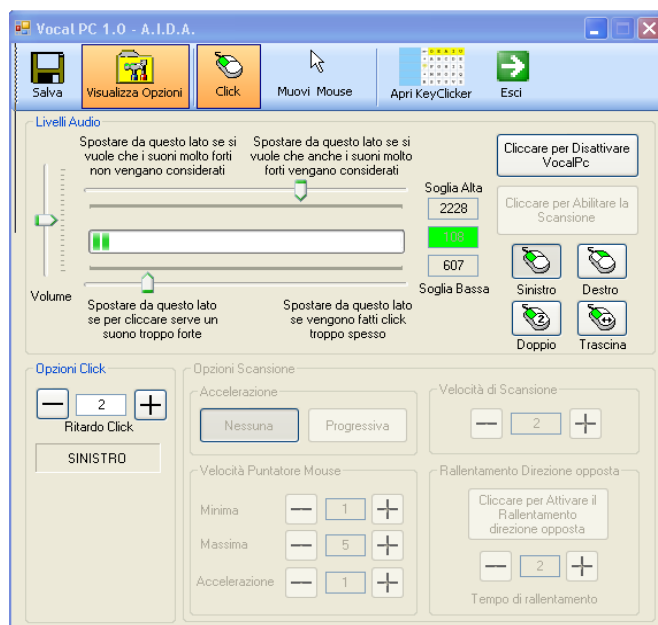 Vocal PC 1.0 - A.I.D.A.
Salva
Visualizza Opzioni
Click
Muovi Mouse
Apri KeyClicker
Esci
Livelli Audio
Spostare da questo lato se si
vuole che i suoni molto forti
non vengano considerati
Spostare da questo lato se si
vuole che anche i suoni molto
forti vengano considerati
Soglia Alta
2228
108
607
Soglia Bassa
Volume
Spostare da questo lato
se per cliccare serve un
suono troppo forte
Spostare da questo lato
se vengono fatti click
troppo spesso
Cliccare per Disattivare
VocalPc
Cliccare per Abilitare la
Scansione
Sinistro
Destro
2
Doppio
Trascina
Opzioni Click
2
Ritardo Click
SINISTRO
Opzioni Scansione
Accelerazione
Nessuna
Progressiva
Velocità di Scansione
2
Velocità Puntatore Mouse
Minima
1
Massima
5
Accelerazione
1
Rallentamento Direzione opposta
Cliccare per Attivare il
Rallentamento
direzione opposta
2
Tempo di rallentamento